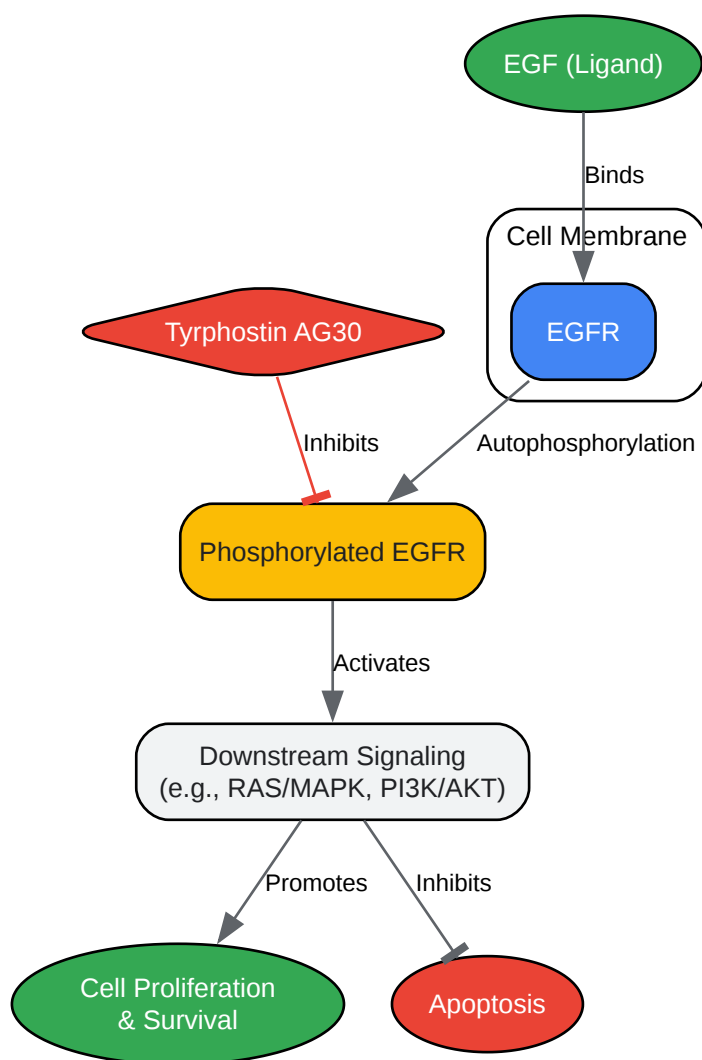 EGF (Ligand)
Binds
Cell Membrane
EGFR
Tyrphostin AG30
Inhibits
Autophosphorylation
Phosphorylated EGFR
Activates
Downstream Signaling
(e.g., RAS/MAPK, PI3K/AKT)
Promotes
Inhibits
Cell Proliferation
& Survival
Apoptosis